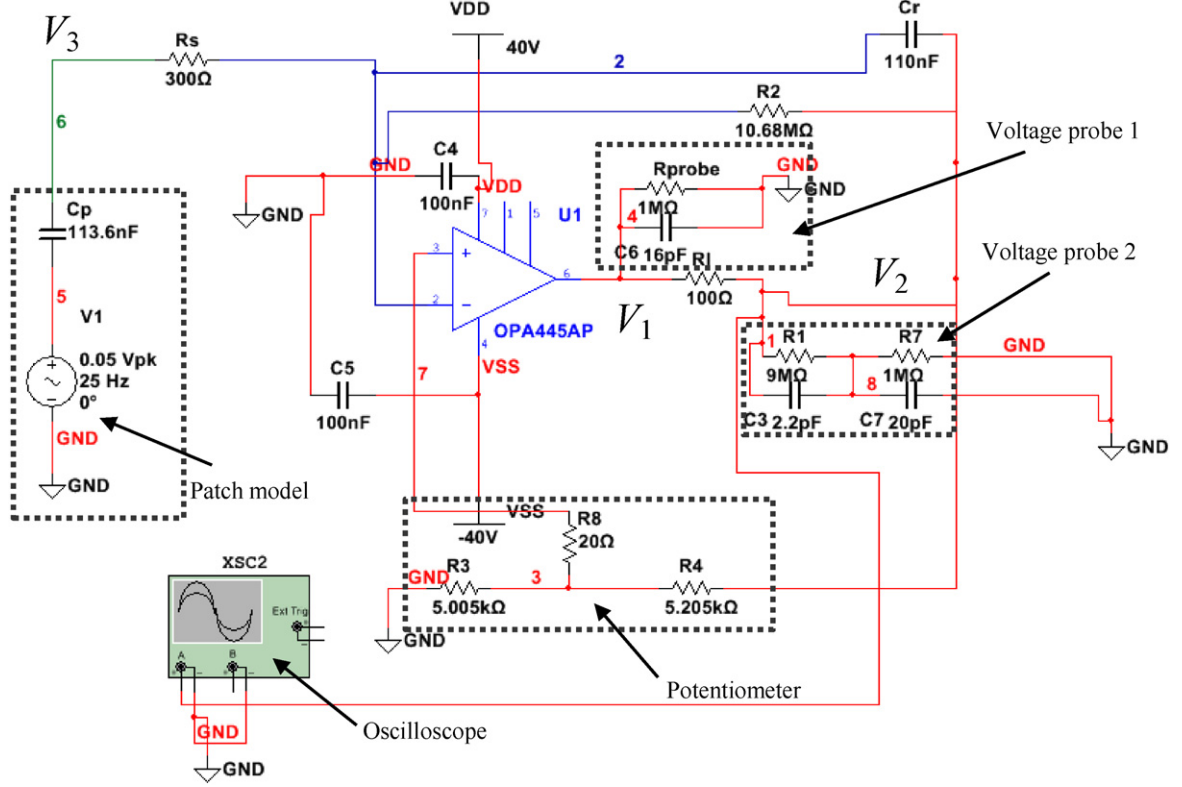 VDD
40V
Cr
110nF
V3
Rs
300Ω
2
R2
10.68MΩ
Voltage probe 1
6
C4
GND
100nF
VDD
GND
Rprobe
GND
GND
1MΩ
4
C6 16pF
Cp
113.6nF
7
1
5
U1
3
+
2
−
6
Rl
100Ω
V1
V2
Voltage probe 2
5
V1
OPA445AP
4
VSS
1
R1
R7
GND
9MΩ
1MΩ
8
C3 2.2pF
C7 20pF
GND
+
−
0.05 Vpk
25 Hz
0°
C5
100nF
7
GND
GND
Patch model
VSS
-40V
R8
20Ω
GND
R3
3
R4
5.005kΩ
5.205kΩ
GND
XSC2
Ext Trig
+
−
A
B
+
−
+
−
Potentiometer
Oscilloscope
GND
GND